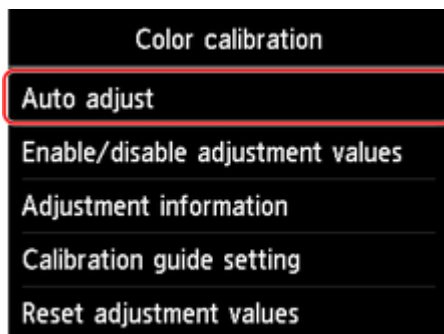 Color calibration
Auto adjust
Enable/disable adjustment values
Adjustment information
Calibration guide setting
Reset adjustment values